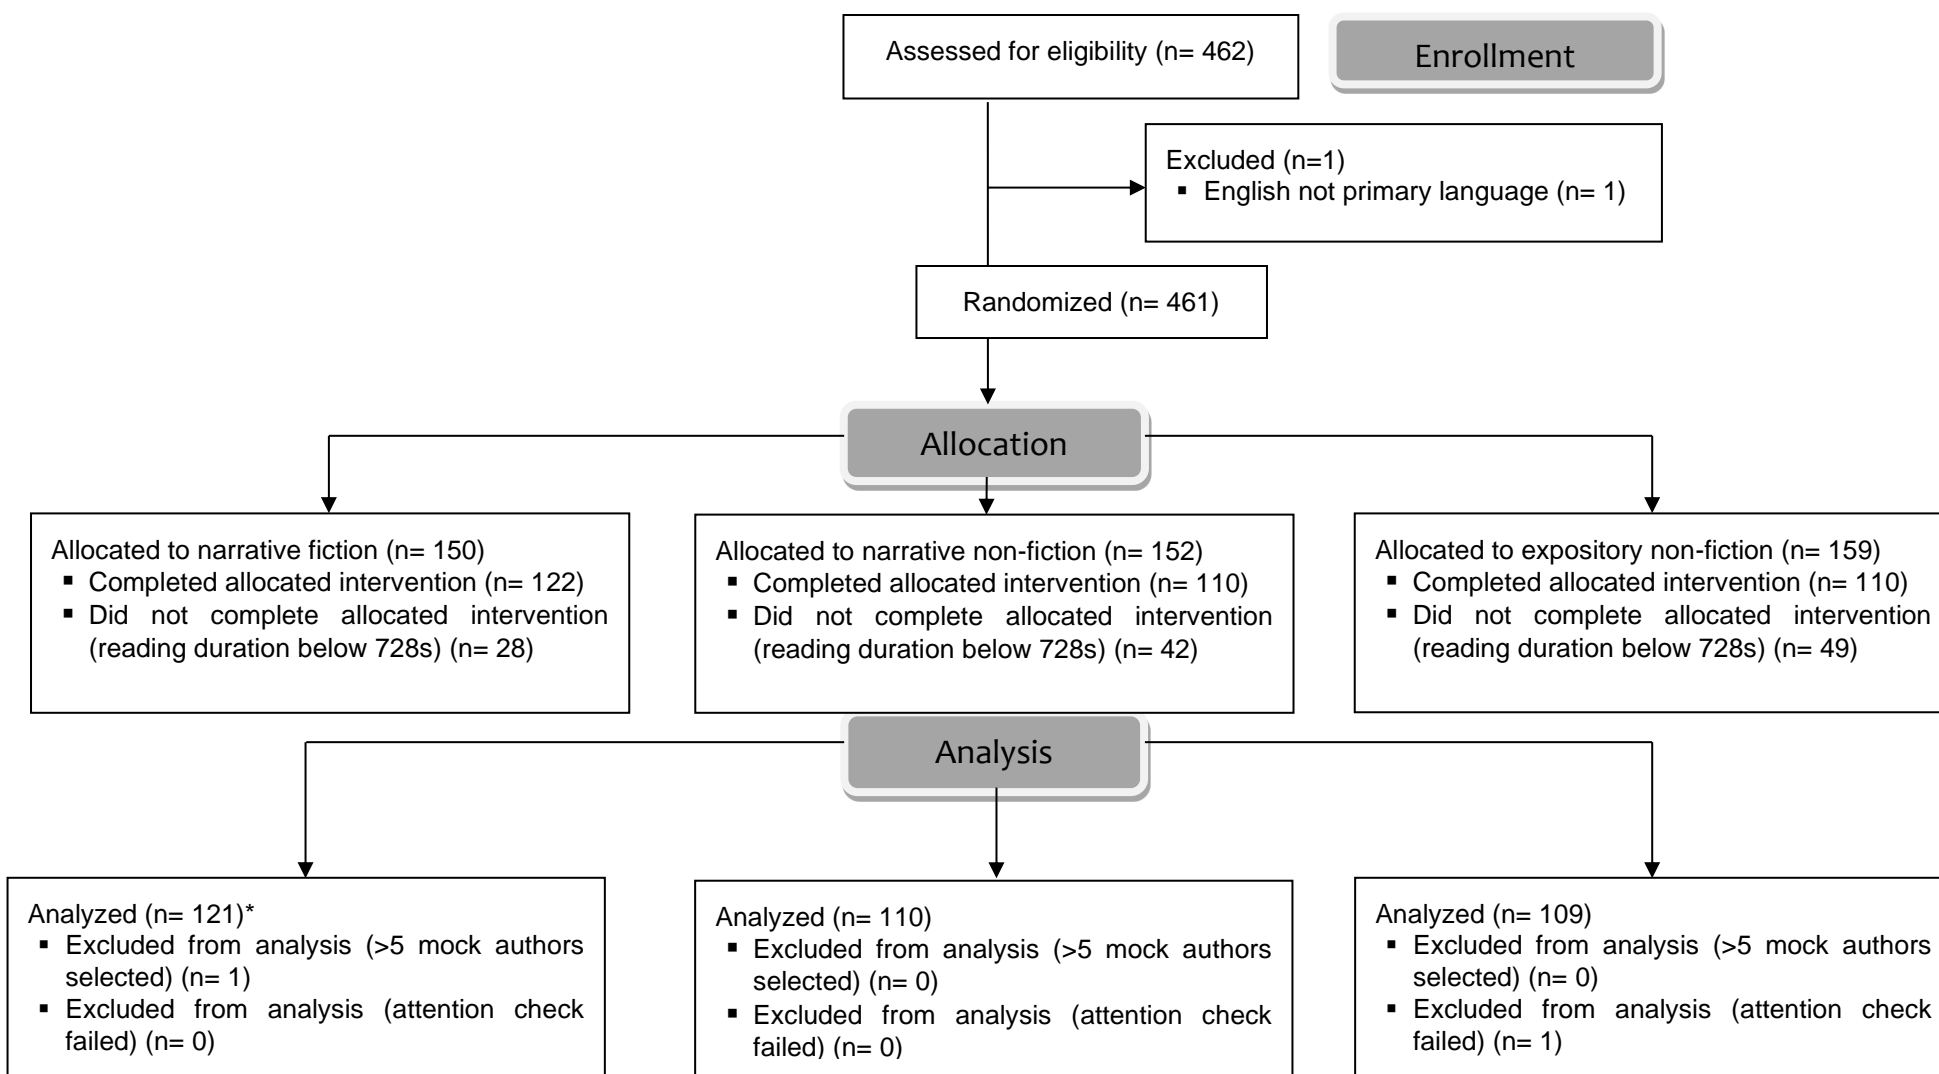 Assessed for eligibility (n= 462)
Enrollment
Excluded (n=1)
▪ English not primary language (n= 1)
Randomized (n= 461)
Allocation
Allocated to narrative fiction (n= 150)
▪ Completed allocated intervention (n= 122)
▪ Did not complete allocated intervention
(reading duration below 728s) (n= 28)
Allocated to narrative non-fiction (n= 152)
▪ Completed allocated intervention (n= 110)
▪ Did not complete allocated intervention
(reading duration below 728s) (n= 42)
Allocated to expository non-fiction (n= 159)
▪ Completed allocated intervention (n= 110)
▪ Did not complete allocated intervention
(reading duration below 728s) (n= 49)
Analysis
Analyzed (n= 121)*
▪ Excluded from analysis (>5 mock authors
selected) (n= 1)
▪ Excluded from analysis (attention check
failed) (n= 0)
Analyzed (n= 110)
▪ Excluded from analysis (>5 mock authors
selected) (n= 0)
▪ Excluded from analysis (attention check
failed) (n= 0)
Analyzed (n= 109)
▪ Excluded from analysis (>5 mock authors
selected) (n= 0)
▪ Excluded from analysis (attention check
failed) (n= 1)